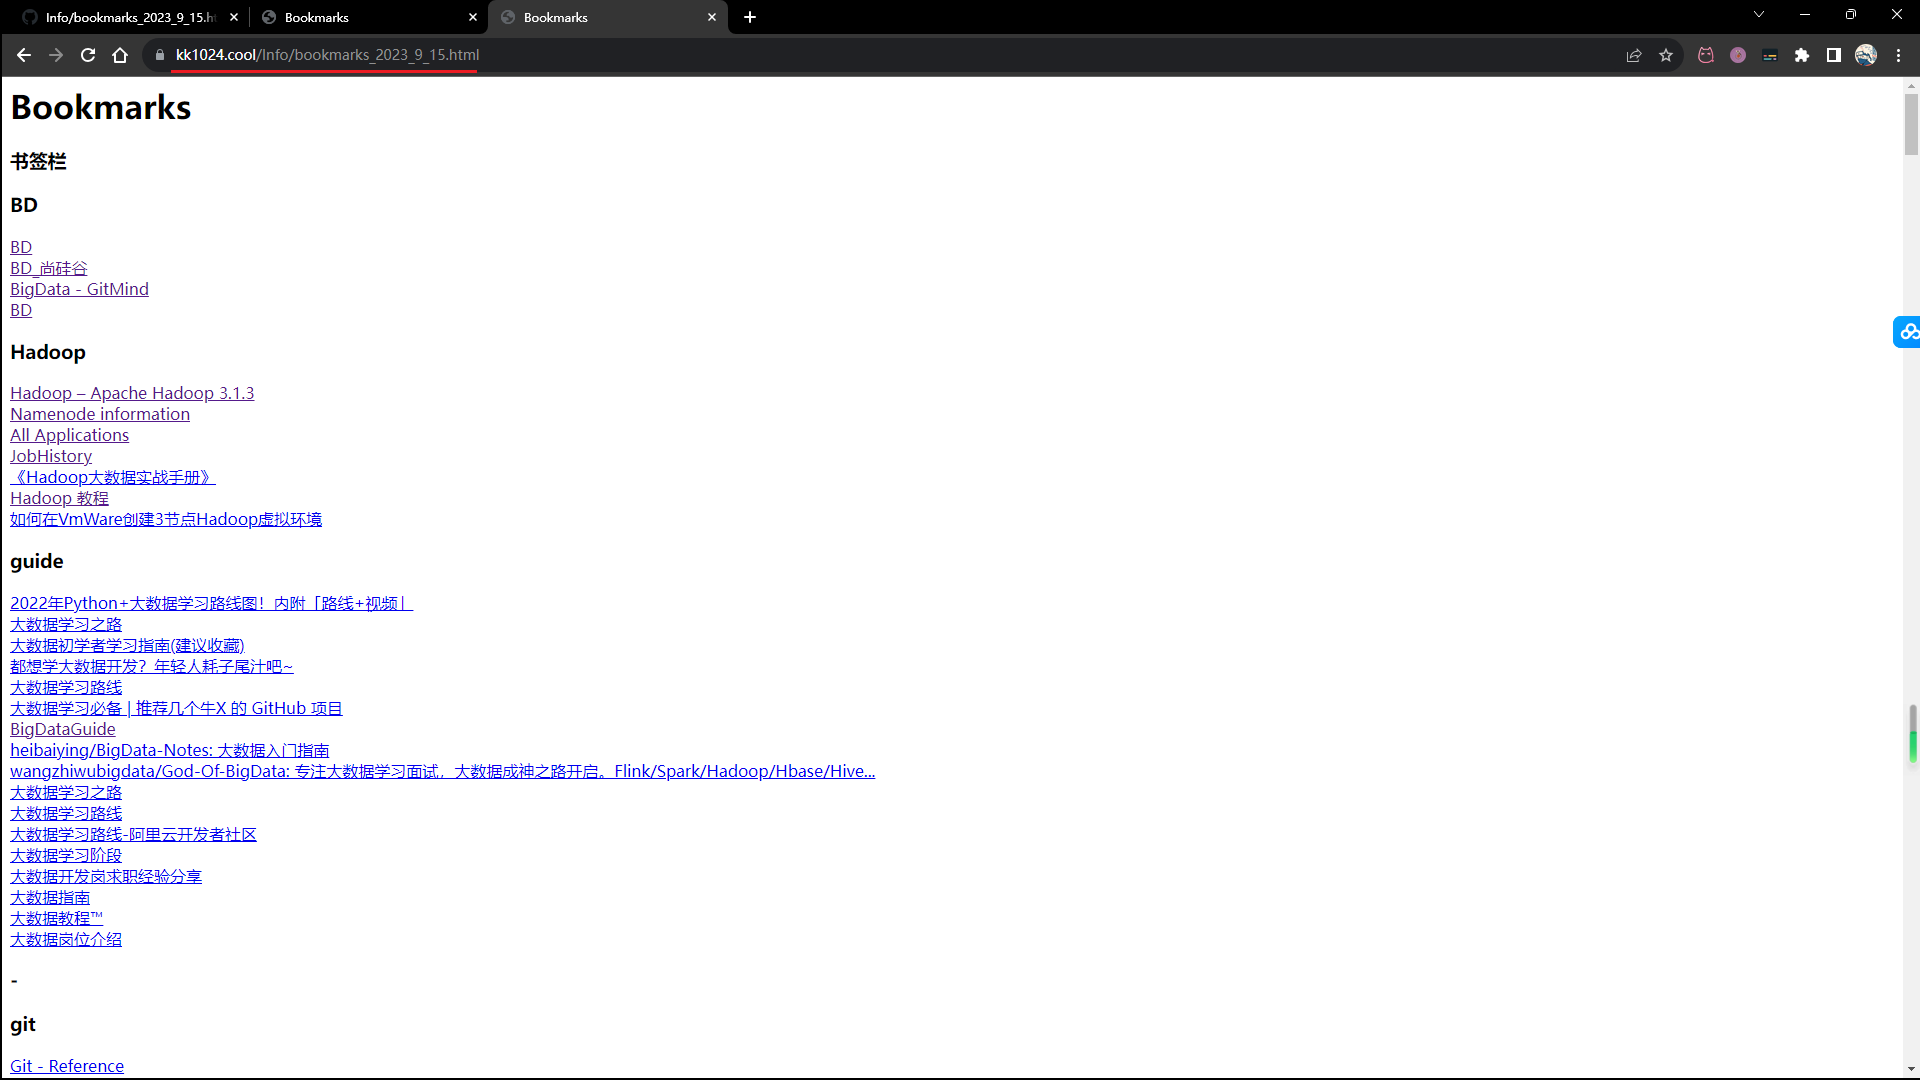 Info/bookmarks_2023_9_15.h
Bookmarks
Bookmarks
kk1024.cool/Info/bookmarks_2023_9_15.html
Bookmarks
书签栏
BD
BD
BD_尚硅谷
BigData - GitMind
BD
Hadoop
Hadoop – Apache Hadoop 3.1.3
Namenode information
All Applications
JobHistory
《Hadoop大数据实战手册》
Hadoop 教程
如何在VmWare创建3节点Hadoop虚拟环境
guide
2022年Python+大数据学习路线图！内附「路线+视频」
大数据学习之路
大数据初学者学习指南(建议收藏)
都想学大数据开发？年轻人耗子尾汁吧~
大数据学习路线
大数据学习必备 | 推荐几个牛X 的 GitHub 项目
BigDataGuide
heibaiying/BigData-Notes: 大数据入门指南
wangzhiwubigdata/God-Of-BigData: 专注大数据学习面试，大数据成神之路开启。Flink/Spark/Hadoop/Hbase/Hive...
大数据学习之路
大数据学习路线
大数据学习路线-阿里云开发者社区
大数据学习阶段
大数据开发岗求职经验分享
大数据指南
大数据教程™
大数据岗位介绍
-
git
Git - Reference